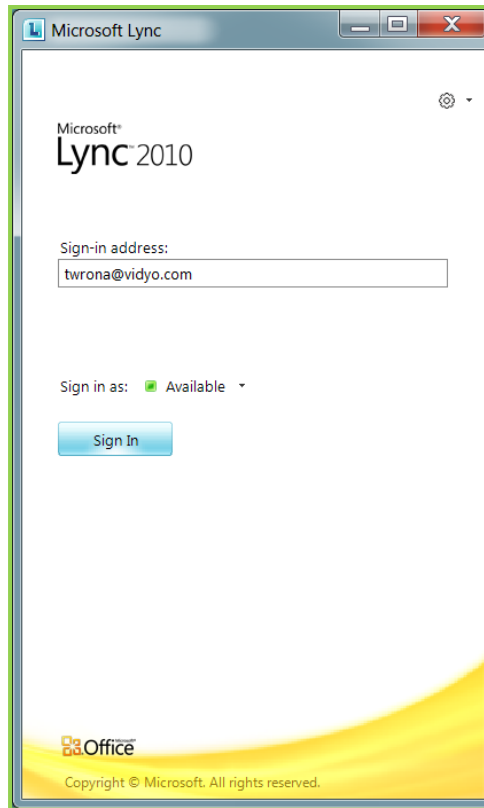 Microsoft Lync
Microsoft®
Lync™ 2010
Sign-in address:
twrona@vidyo.com
Sign in as: Available
Sign In
Microsoft®
Office
Copyright © Microsoft. All rights reserved.